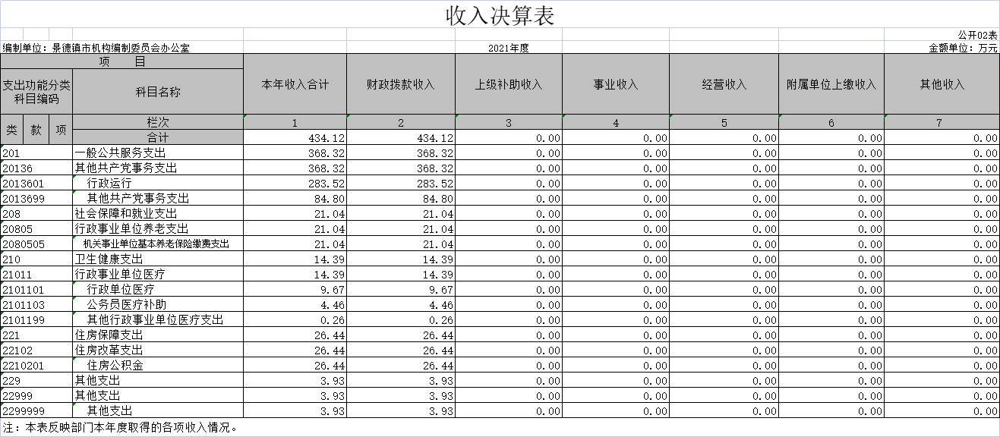 收入决算表
公开02表
编制单位：景德镇市机构编制委员会办公室 2021年度 金额单位：万元
项 目 本年收入合计 财政拨款收入 上级补助收入 事业收入 经营收入 附属单位上缴收入 其他收入
支出功能分类科目编码 科目名称
类 款 项 栏次 1 2 3 4 5 6 7
合计 434.12 434.12 0.00 0.00 0.00 0.00 0.00
201 一般公共服务支出 368.32 368.32 0.00 0.00 0.00 0.00 0.00
20136 其他共产党事务支出 368.32 368.32 0.00 0.00 0.00 0.00 0.00
2013601 行政运行 283.52 283.52 0.00 0.00 0.00 0.00 0.00
2013699 其他共产党事务支出 84.80 84.80 0.00 0.00 0.00 0.00 0.00
208 社会保障和就业支出 21.04 21.04 0.00 0.00 0.00 0.00 0.00
20805 行政事业单位养老支出 21.04 21.04 0.00 0.00 0.00 0.00 0.00
2080505 机关事业单位基本养老保险缴费支出 21.04 21.04 0.00 0.00 0.00 0.00 0.00
210 卫生健康支出 14.39 14.39 0.00 0.00 0.00 0.00 0.00
21011 行政事业单位医疗 14.39 14.39 0.00 0.00 0.00 0.00 0.00
2101101 行政单位医疗 9.67 9.67 0.00 0.00 0.00 0.00 0.00
2101103 公务员医疗补助 4.46 4.46 0.00 0.00 0.00 0.00 0.00
2101199 其他行政事业单位医疗支出 0.26 0.26 0.00 0.00 0.00 0.00 0.00
221 住房保障支出 26.44 26.44 0.00 0.00 0.00 0.00 0.00
22102 住房改革支出 26.44 26.44 0.00 0.00 0.00 0.00 0.00
2210201 住房公积金 26.44 26.44 0.00 0.00 0.00 0.00 0.00
229 其他支出 3.93 3.93 0.00 0.00 0.00 0.00 0.00
22999 其他支出 3.93 3.93 0.00 0.00 0.00 0.00 0.00
2299999 其他支出 3.93 3.93 0.00 0.00 0.00 0.00 0.00
注：本表反映部门本年度取得的各项收入情况。